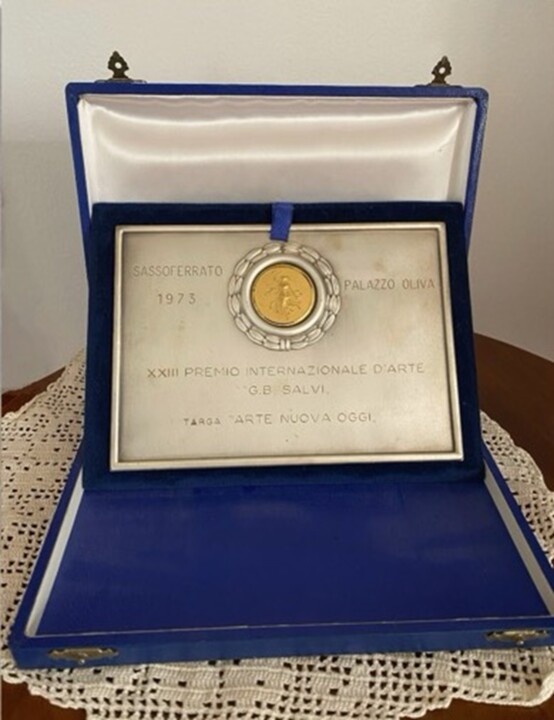 SASSOFERRATO
1973
PALAZZO OLIVA
XXIII PREMIO INTERNAZIONALE D'ARTE
"G.B. SALVI„
TARGA "ARTE NUOVA OGGI„